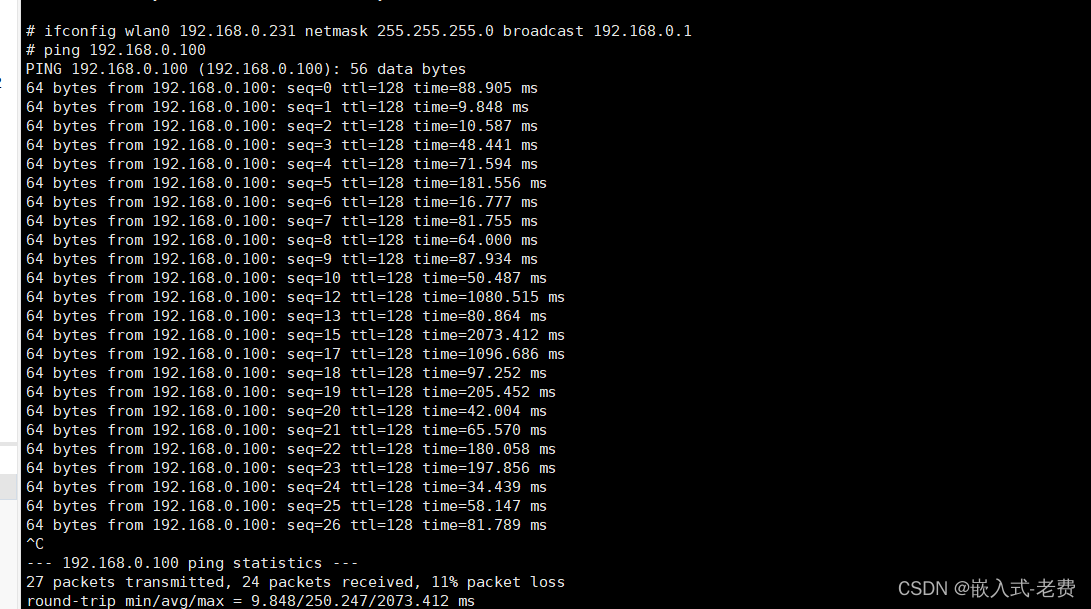 # ifconfig wlan0 192.168.0.231 netmask 255.255.255.0 broadcast 192.168.0.1
# ping 192.168.0.100
PING 192.168.0.100 (192.168.0.100): 56 data bytes
64 bytes from 192.168.0.100: seq=0 ttl=128 time=88.905 ms
64 bytes from 192.168.0.100: seq=1 ttl=128 time=9.848 ms
64 bytes from 192.168.0.100: seq=2 ttl=128 time=10.587 ms
64 bytes from 192.168.0.100: seq=3 ttl=128 time=48.441 ms
64 bytes from 192.168.0.100: seq=4 ttl=128 time=71.594 ms
64 bytes from 192.168.0.100: seq=5 ttl=128 time=181.556 ms
64 bytes from 192.168.0.100: seq=6 ttl=128 time=16.777 ms
64 bytes from 192.168.0.100: seq=7 ttl=128 time=81.755 ms
64 bytes from 192.168.0.100: seq=8 ttl=128 time=64.000 ms
64 bytes from 192.168.0.100: seq=9 ttl=128 time=87.934 ms
64 bytes from 192.168.0.100: seq=10 ttl=128 time=50.487 ms
64 bytes from 192.168.0.100: seq=12 ttl=128 time=1080.515 ms
64 bytes from 192.168.0.100: seq=13 ttl=128 time=80.864 ms
64 bytes from 192.168.0.100: seq=15 ttl=128 time=2073.412 ms
64 bytes from 192.168.0.100: seq=17 ttl=128 time=1096.686 ms
64 bytes from 192.168.0.100: seq=18 ttl=128 time=97.252 ms
64 bytes from 192.168.0.100: seq=19 ttl=128 time=205.452 ms
64 bytes from 192.168.0.100: seq=20 ttl=128 time=42.004 ms
64 bytes from 192.168.0.100: seq=21 ttl=128 time=65.570 ms
64 bytes from 192.168.0.100: seq=22 ttl=128 time=180.058 ms
64 bytes from 192.168.0.100: seq=23 ttl=128 time=197.856 ms
64 bytes from 192.168.0.100: seq=24 ttl=128 time=34.439 ms
64 bytes from 192.168.0.100: seq=25 ttl=128 time=58.147 ms
64 bytes from 192.168.0.100: seq=26 ttl=128 time=81.789 ms
^C
--- 192.168.0.100 ping statistics ---
27 packets transmitted, 24 packets received, 11% packet loss
round-trip min/avg/max = 9.848/250.247/2073.412 ms
CSDN @嵌入式-老费